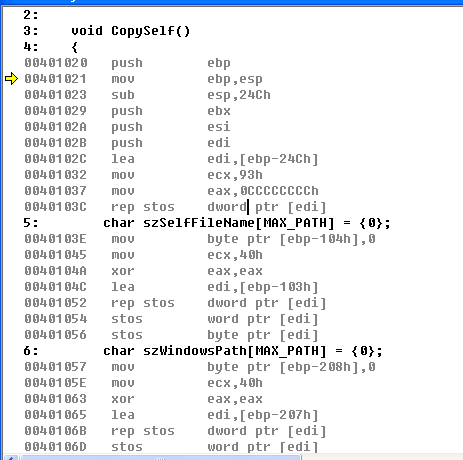 2:
3: void CopySelf()
4: {
00401020 push ebp
00401021 mov ebp,esp
00401023 sub esp,24Ch
00401029 push ebx
0040102A push esi
0040102B push edi
0040102C lea edi,[ebp-24Ch]
00401032 mov ecx,93h
00401037 mov eax,0CCCCCCCCh
0040103C rep stos dword ptr [edi]
5: char szSelfFileName[MAX_PATH] = {0};
0040103E mov byte ptr [ebp-104h],0
00401045 mov ecx,40h
0040104A xor eax,eax
0040104C lea edi,[ebp-103h]
00401052 rep stos dword ptr [edi]
00401054 stos word ptr [edi]
00401056 stos byte ptr [edi]
6: char szWindowsPath[MAX_PATH] = {0};
00401057 mov byte ptr [ebp-208h],0
0040105E mov ecx,40h
00401063 xor eax,eax
00401065 lea edi,[ebp-207h]
0040106B rep stos dword ptr [edi]
0040106D stos word ptr [edi]